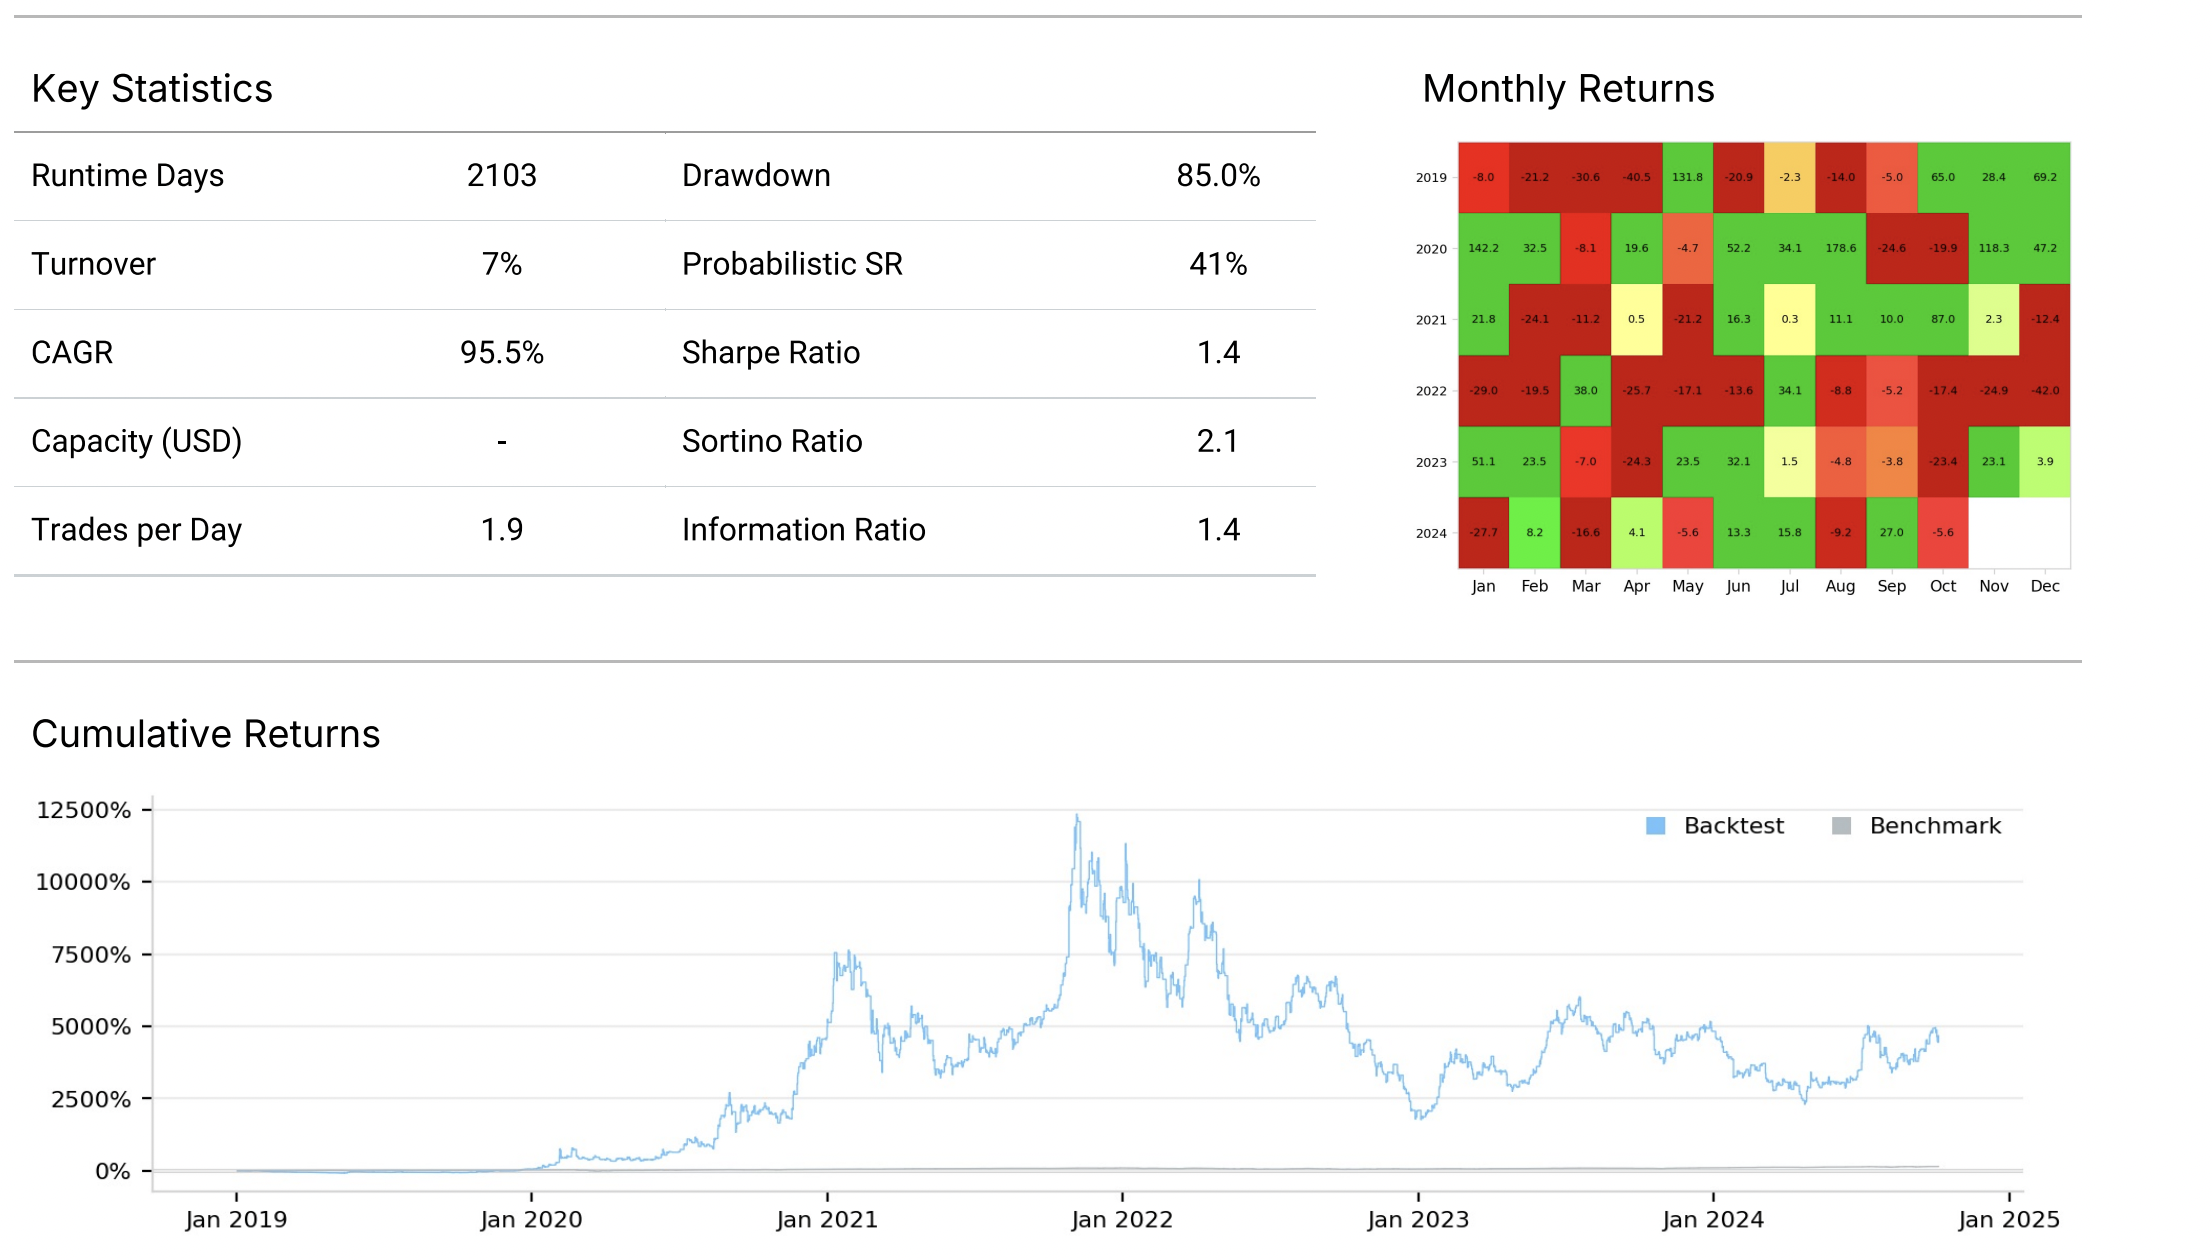 Key Statistics
Runtime Days 2103 Drawdown 85.0%
Turnover 7% Probabilistic SR 41%
CAGR 95.5% Sharpe Ratio 1.4
Capacity (USD) - Sortino Ratio 2.1
Trades per Day 1.9 Information Ratio 1.4
Monthly Returns
2019 -8.0 -21.2 -30.6 -40.5 131.8 -20.9 -2.3 -14.0 -5.0 65.0 28.4 69.2
2020 142.2 32.5 -8.1 19.6 -4.7 52.2 34.1 178.6 -24.6 -19.9 118.3 47.2
2021 21.8 -24.1 -11.2 0.5 -21.2 16.3 0.3 11.1 10.0 87.0 2.3 -12.4
2022 -29.0 -19.5 38.0 -25.7 -17.1 -13.6 34.1 -8.8 -5.2 -17.4 -24.9 -42.0
2023 51.1 23.5 -7.0 -24.3 23.5 32.1 1.5 -4.8 -3.8 -23.4 23.1 3.9
2024 -27.7 8.2 -16.6 4.1 -5.6 13.3 15.8 -9.2 27.0 -5.6
Jan Feb Mar Apr May Jun Jul Aug Sep Oct Nov Dec
Cumulative Returns
12500%
Backtest Benchmark
10000%
7500%
5000%
2500%
0%
Jan 2019 Jan 2020 Jan 2021 Jan 2022 Jan 2023 Jan 2024 Jan 2025